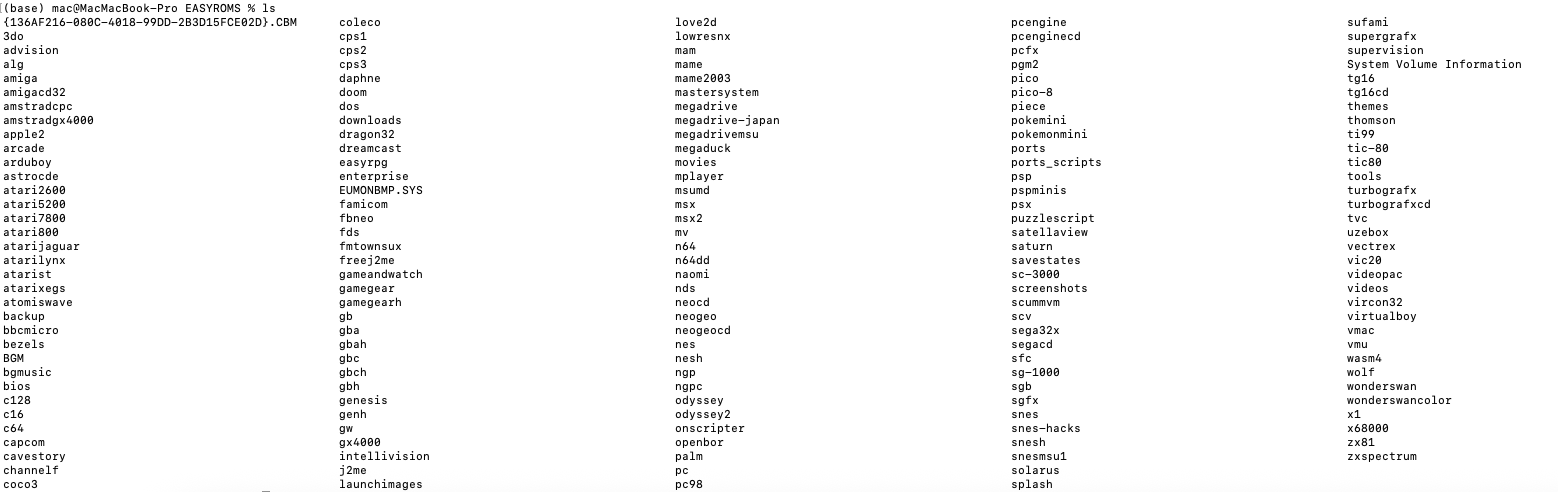 (base) mac@MacMacBook-Pro EASYROMS % ls
{136AF216-080C-4018-99DD-2B3D15FCE02D}.CBM coleco love2d pcengine sufami
3do cps1 lowresnx pcenginecd supergrafx
advision cps2 mam pcfx supervision
alg cps3 mame pgm2 System Volume Information
amiga daphne mame2003 pico tg16
amigacd32 doom mastersystem pico-8 tg16cd
amstradcpc dos megadrive piece themes
amstradgx4000 downloads megadrive-japan pokemini thomson
apple2 dragon32 megadrivemsu pokemonmini ti99
arcade dreamcast megaduck ports tic-80
arduboy easyrpg movies ports_scripts tic80
astrocde enterprise mplayer psp tools
atari2600 EUMONBMP.SYS msumd pspminis turbografx
atari5200 famicom msx psx turbografxcd
atari7800 fbneo msx2 puzzlescript tvc
atari800 fds mv satellaview uzebox
atarijaguar fmtownsux n64 saturn vectrex
atarilynx freej2me n64dd savestates vic20
atarist gameandwatch naomi sc-3000 videopac
atarixegs gamegear nds screenshots videos
atomiswave gamegearh neocd scummvm vircon32
backup gb neogeo scv virtualboy
bbcmicro gba neogeocd sega32x vmac
bezels gbah nes segacd vmu
BGM gbc nesh sfc wasm4
bgmusic gbch ngp sg-1000 wolf
bios gbh ngpc sgb wonderswan
c128 genesis odyssey sgfx wonderswancolor
c16 genh odyssey2 snes x1
c64 gw onscripter snes-hacks x68000
capcom gx4000 openbor snesh zx81
cavestory intellivision palm snesmsu1 zxspectrum
channelf j2me pc solarus
coco3 launchimages pc98 splash